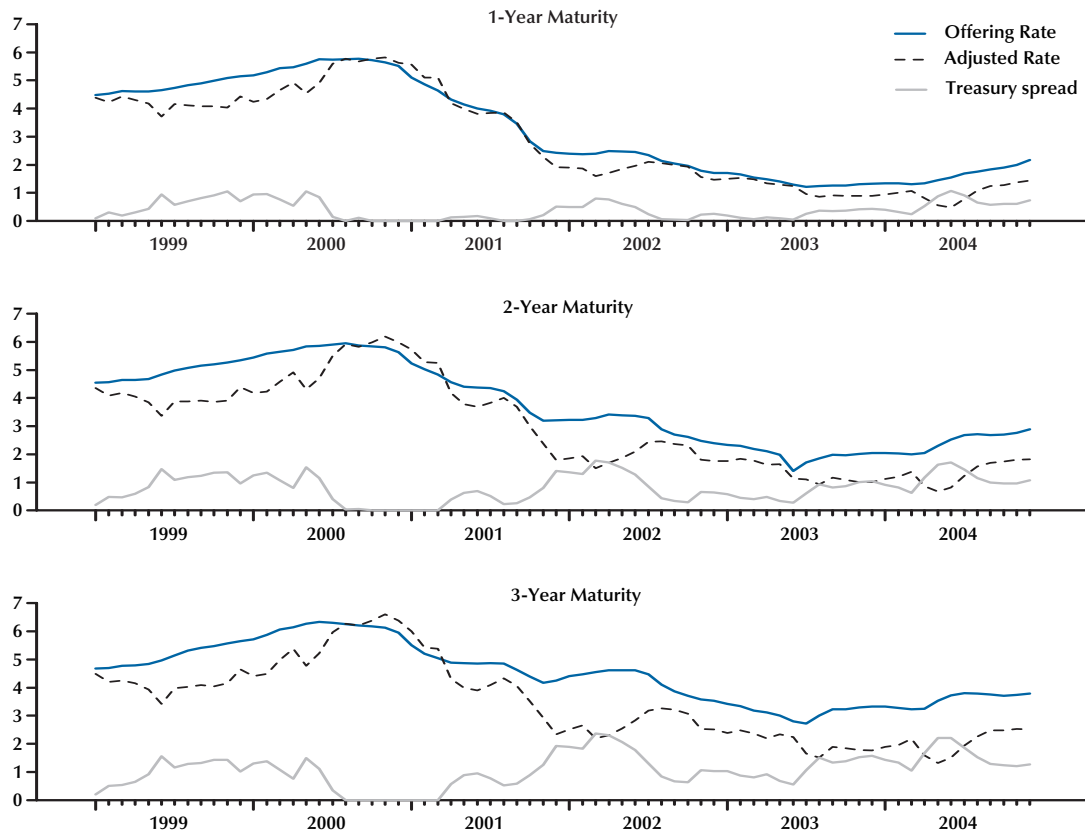 1-Year Maturity
Offering Rate
Adjusted Rate
Treasury spread
7
6
5
4
3
2
1
0
1999 2000 2001 2002 2003 2004
2-Year Maturity
7
6
5
4
3
2
1
0
1999 2000 2001 2002 2003 2004
3-Year Maturity
7
6
5
4
3
2
1
0
1999 2000 2001 2002 2003 2004